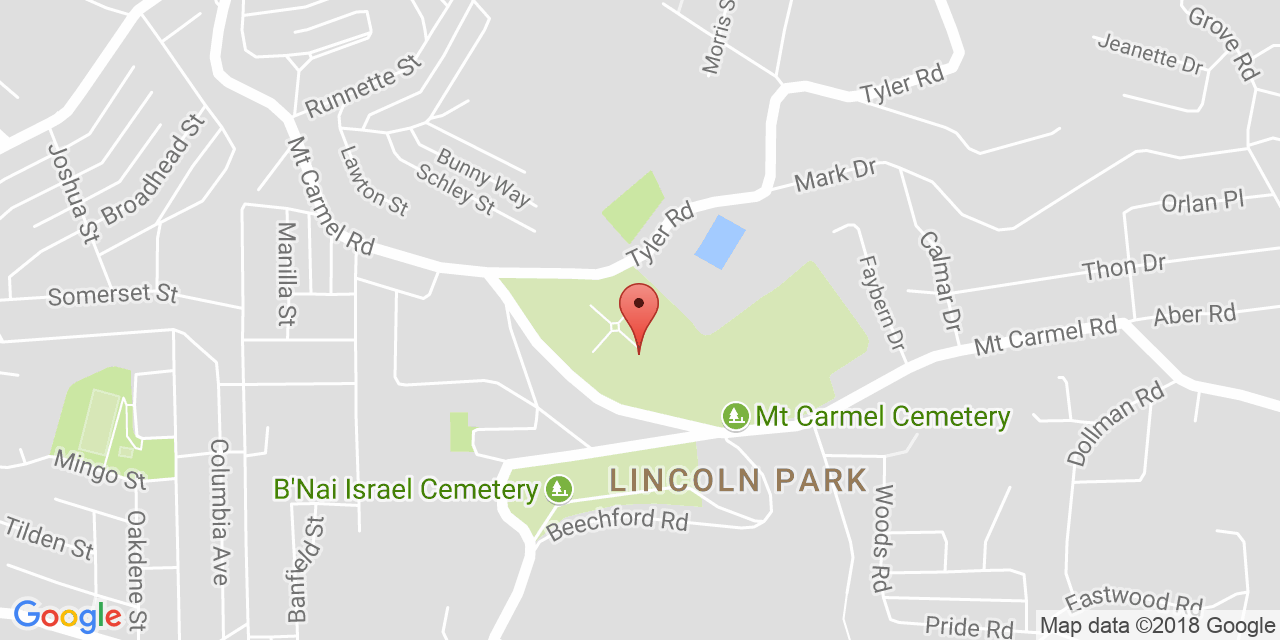 Grove Rd
Morris S
Jeanette Dr
Tyler Rd
Runnette St
Joshua St
Broadhead St
Mt Carmel Rd
Lawton St
Bunny Way
Schley St
Mark Dr
Orlan Pl
Tyler Rd
Manilla St
Calmar Dr
Faybern Dr
Thon Dr
Somerset St
Aber Rd
Mt Carmel Rd
Mt Carmel Cemetery
Dollman Rd
LINCOLN PARK
B'Nai Israel Cemetery
Mingo St
Columbia Ave
Beechford Rd
Woods Rd
Tilden St
Oakdene St
Banfield St
Eastwood Rd
Pride Rd
Google
Map data ©2018 Google